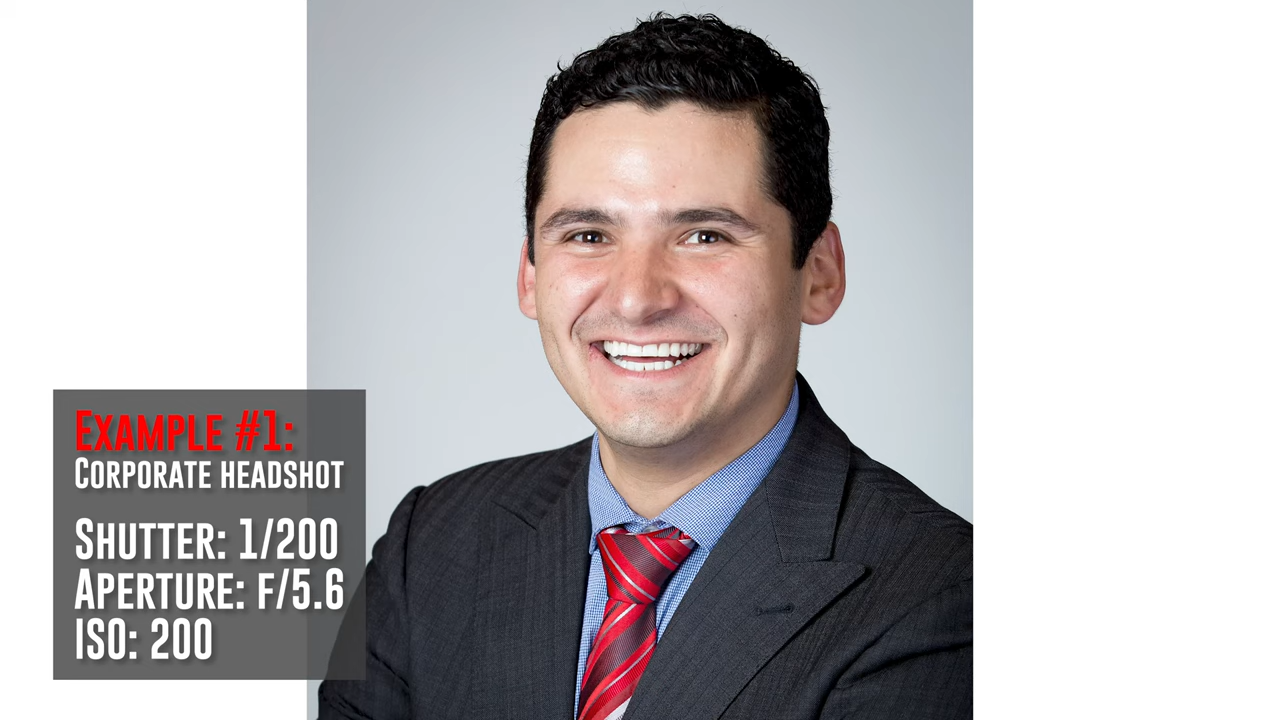 Example #1:
Corporate headshot
Shutter: 1/200
Aperture: f/5.6
ISO: 200